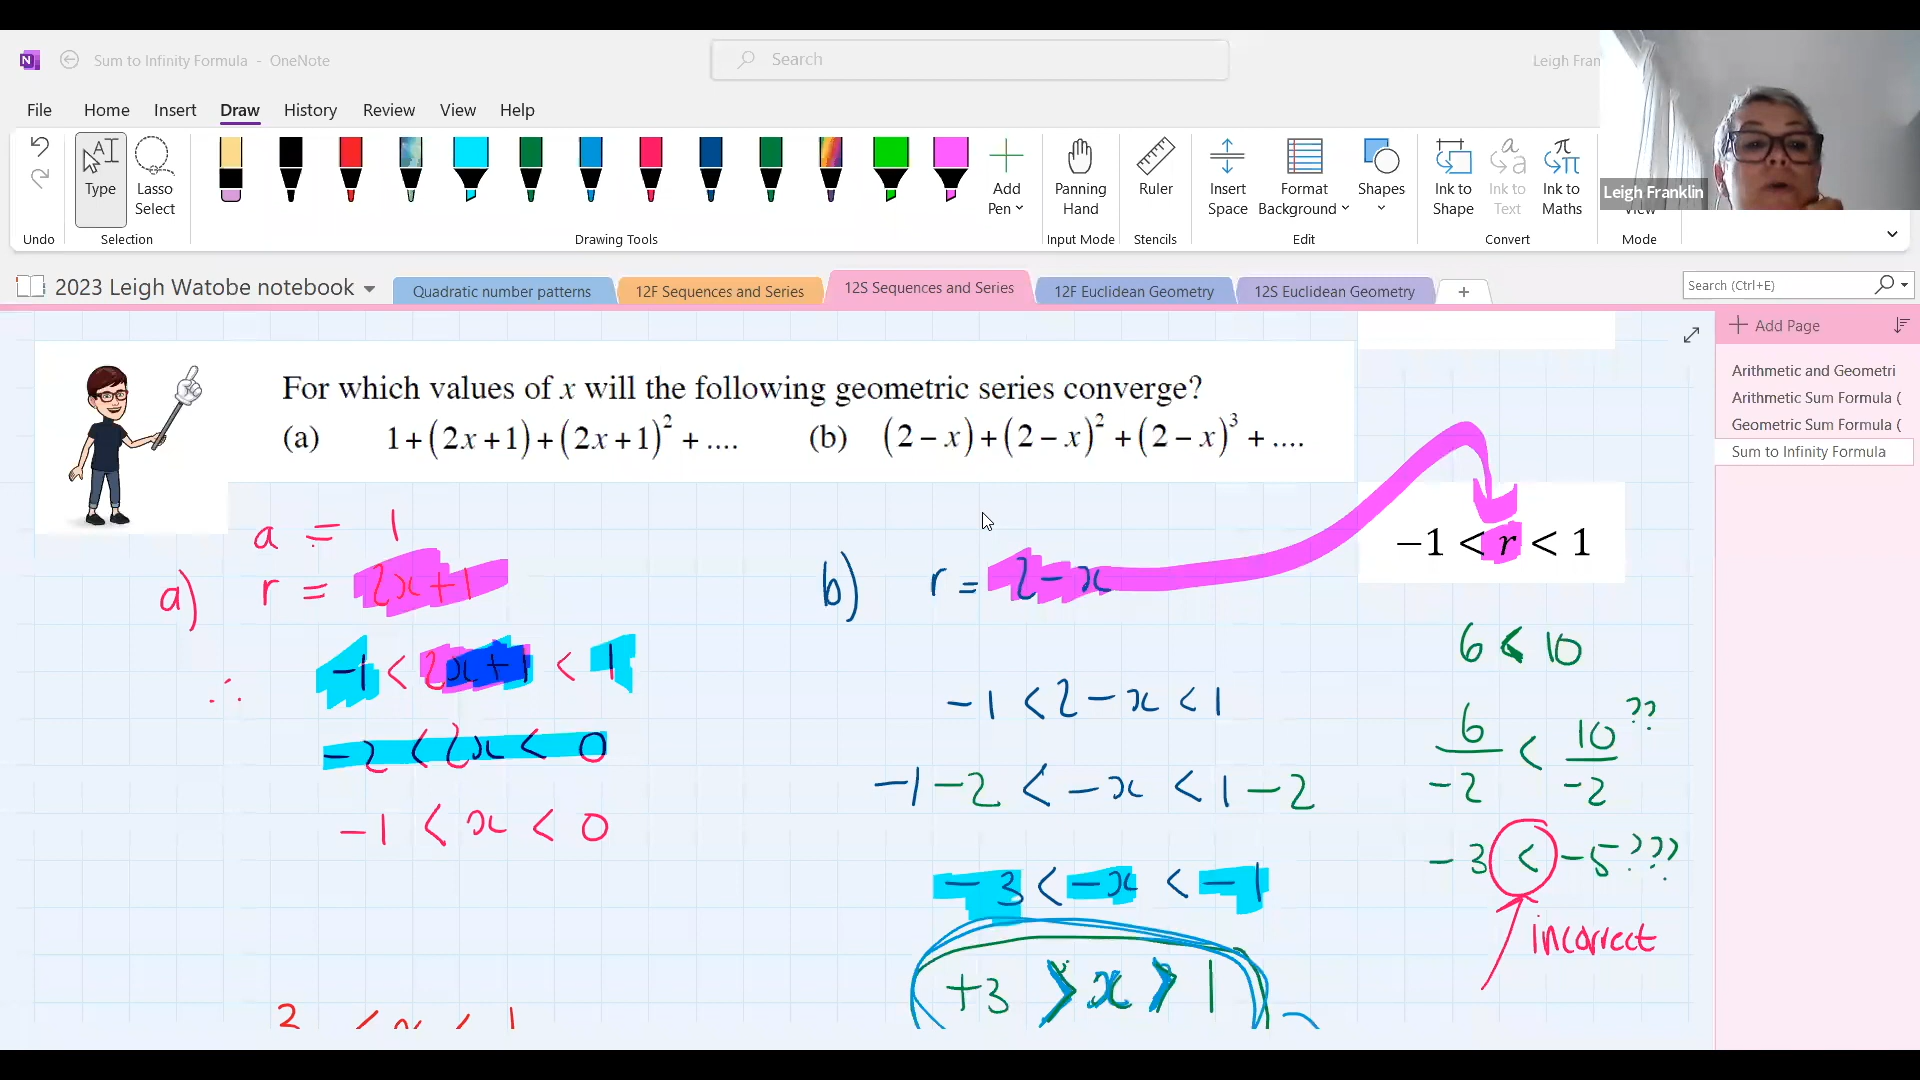 Sum to Infinity Formula - OneNote
Search
Leigh Fran
File Home Insert Draw History Review View Help
Type
Lasso Select
Add Pen
Panning Hand
Ruler
Insert Space
Format Background
Shapes
Ink to Shape
Ink to Text
Ink to Maths
View
Leigh Franklin
Undo Selection Drawing Tools Input Mode Stencils Edit Convert Mode
2023 Leigh Watobe notebook
Quadratic number patterns
12F Sequences and Series
12S Sequences and Series
12F Euclidean Geometry
12S Euclidean Geometry
+
Search (Ctrl+E)
Add Page
Arithmetic and Geometri
Arithmetic Sum Formula (
Geometric Sum Formula (
Sum to Infinity Formula
For which values of x will the following geometric series converge?
(a) 1+(2x+1)+(2x+1)² + .... (b) (2−x)+(2−x)²+(2−x)³+....
a = 1
a) r = 2x+1
∴ -1 < 2x+1 < 1
-2 < 2x < 0
-1 < x < 0
b) r = 2-x
-1 < 2-x < 1
-1-2 < -x < 1-2
-3 < -x < -1
+3 > x > 1
−1 < r < 1
6 < 10
6/-2 < 10/-2 ??
-3 < -5???
incorrect